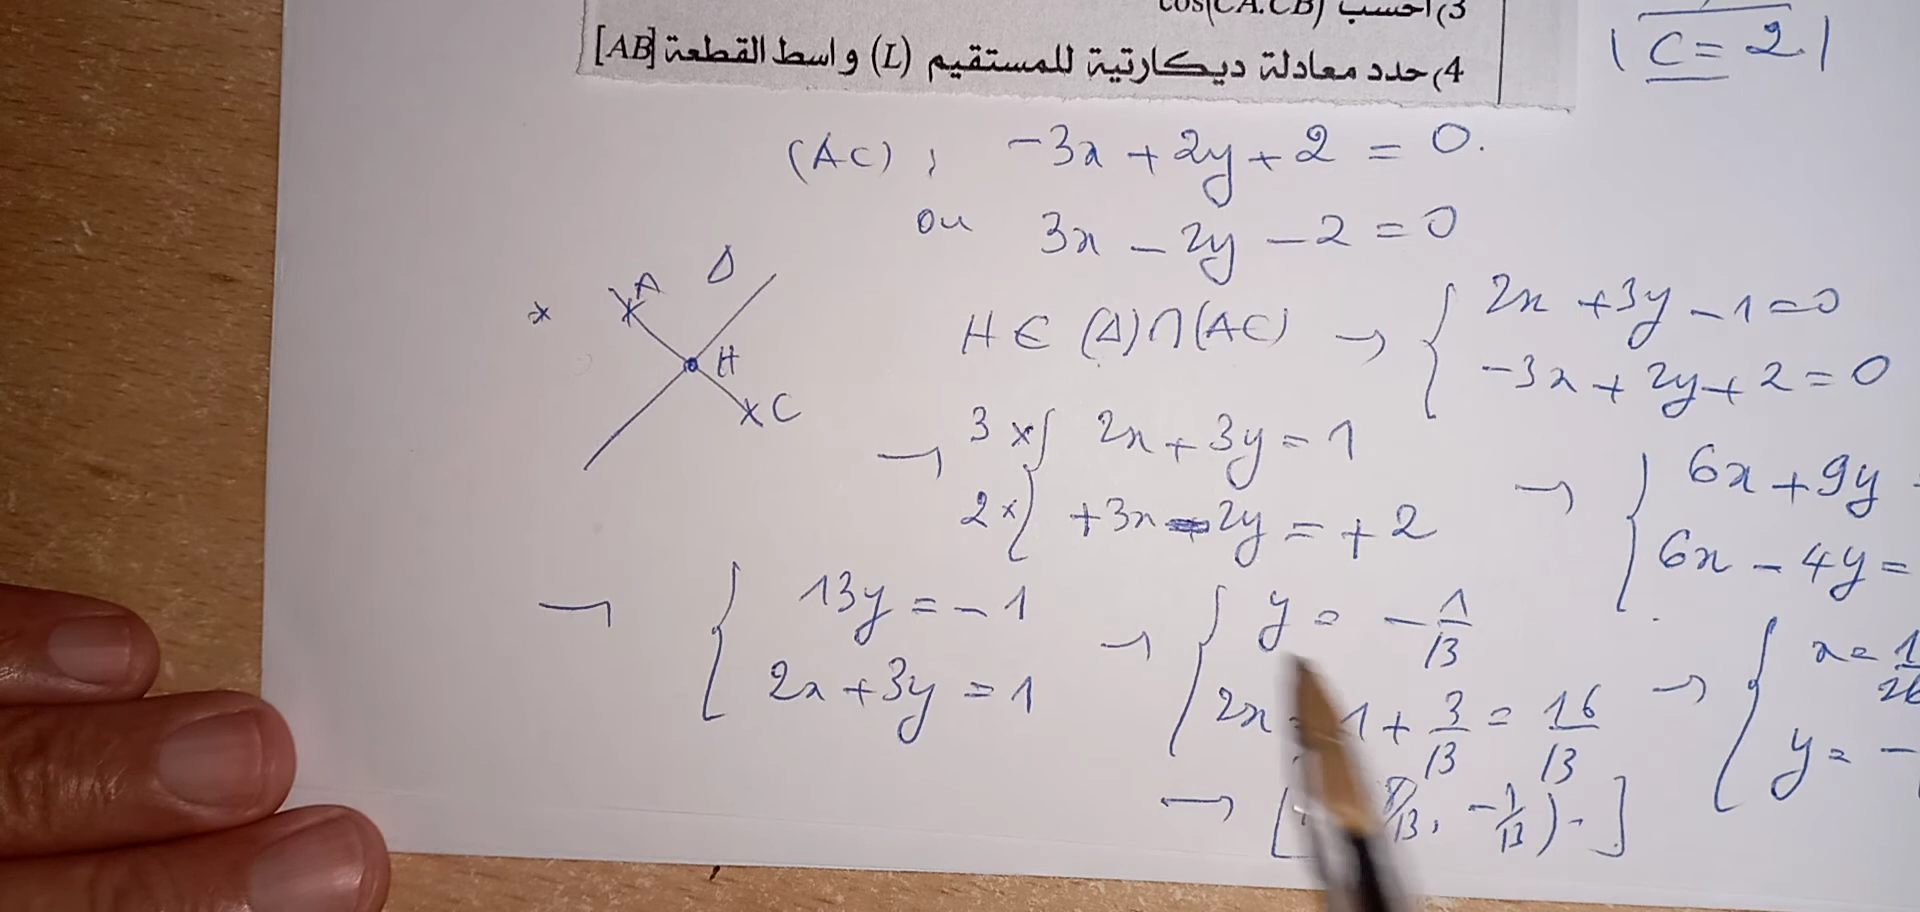 3) احسب cos(CA.CB)
4) حدد معادلة ديكارتية للمستقيم (L) واسط القطعة [AB]
C = 2
(AC) ; -3x + 2y + 2 = 0.
ou 3x - 2y - 2 = 0
A Δ H C
H ∈ (Δ) ∩ (AC) → { 2x + 3y - 1 = 0
-3x + 2y + 2 = 0
→ 3 × { 2x + 3y = 1
2 × { +3x - 2y = +2
→ { 6x + 9y
6x - 4y =
→ { 13y = -1
2x + 3y = 1
→ { y = - 1/13
2x = 1 + 3/13 = 16/13
→ { x = 1 / 26
y = -
→ [ 8/13, -1/13) - ]